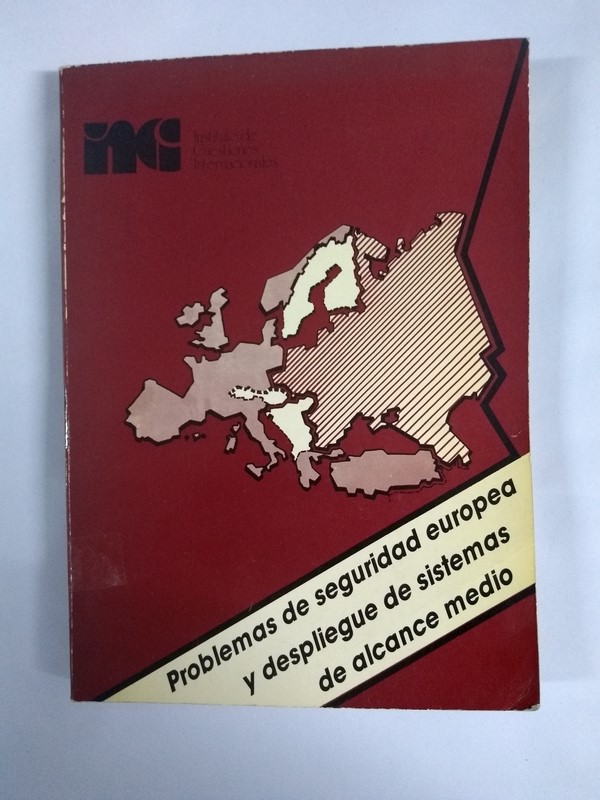 inci
Instituto de
Cuestiones
Internacionales
Problemas de seguridad europea
y despliegue de sistemas
de alcance medio